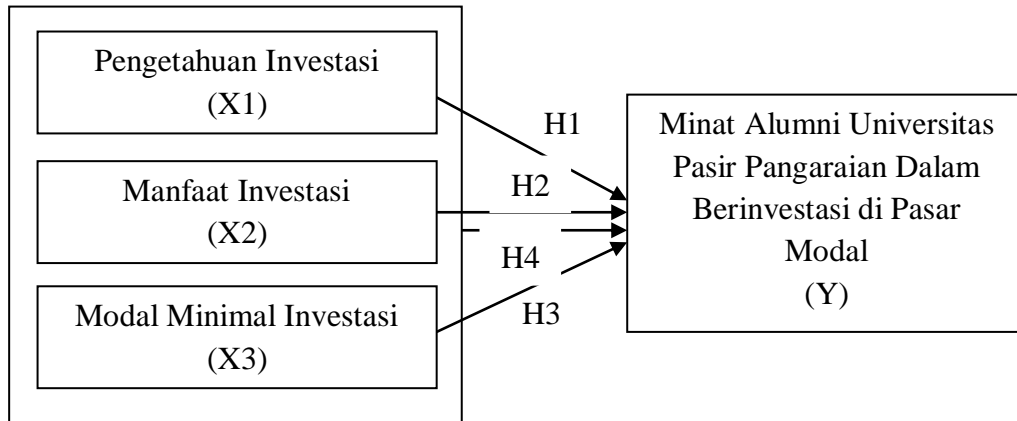 Pengetahuan Investasi
(X1)
Manfaat Investasi
(X2)
Modal Minimal Investasi
(X3)
H1
H2
H4
H3
Minat Alumni Universitas
Pasir Pangaraian Dalam
Berinvestasi di Pasar
Modal
(Y)